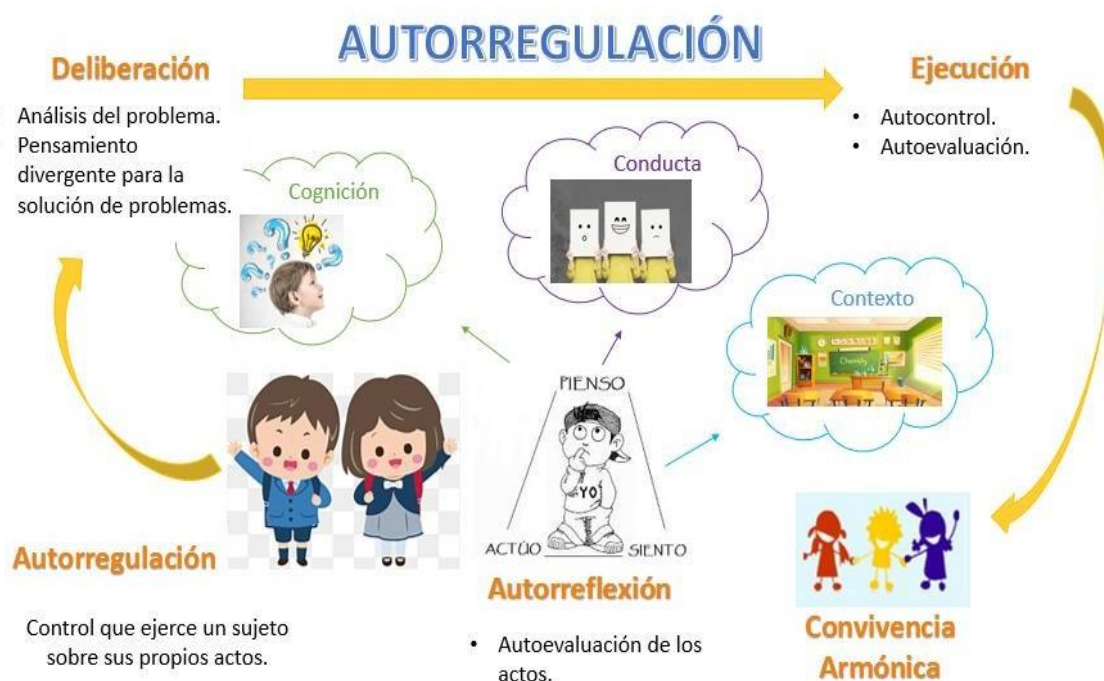 AUTORREGULACIÓN
Deliberación
Análisis del problema.
Pensamiento
divergente para la
solución de problemas.
Ejecución
• Autocontrol.
• Autoevaluación.
Cognición
Conducta
Contexto
Chemistry
PIENSO
YO
ACTÚO
SIENTO
Autorregulación
Control que ejerce un sujeto
sobre sus propios actos.
Autorreflexión
• Autoevaluación de los
actos.
Convivencia
Armónica